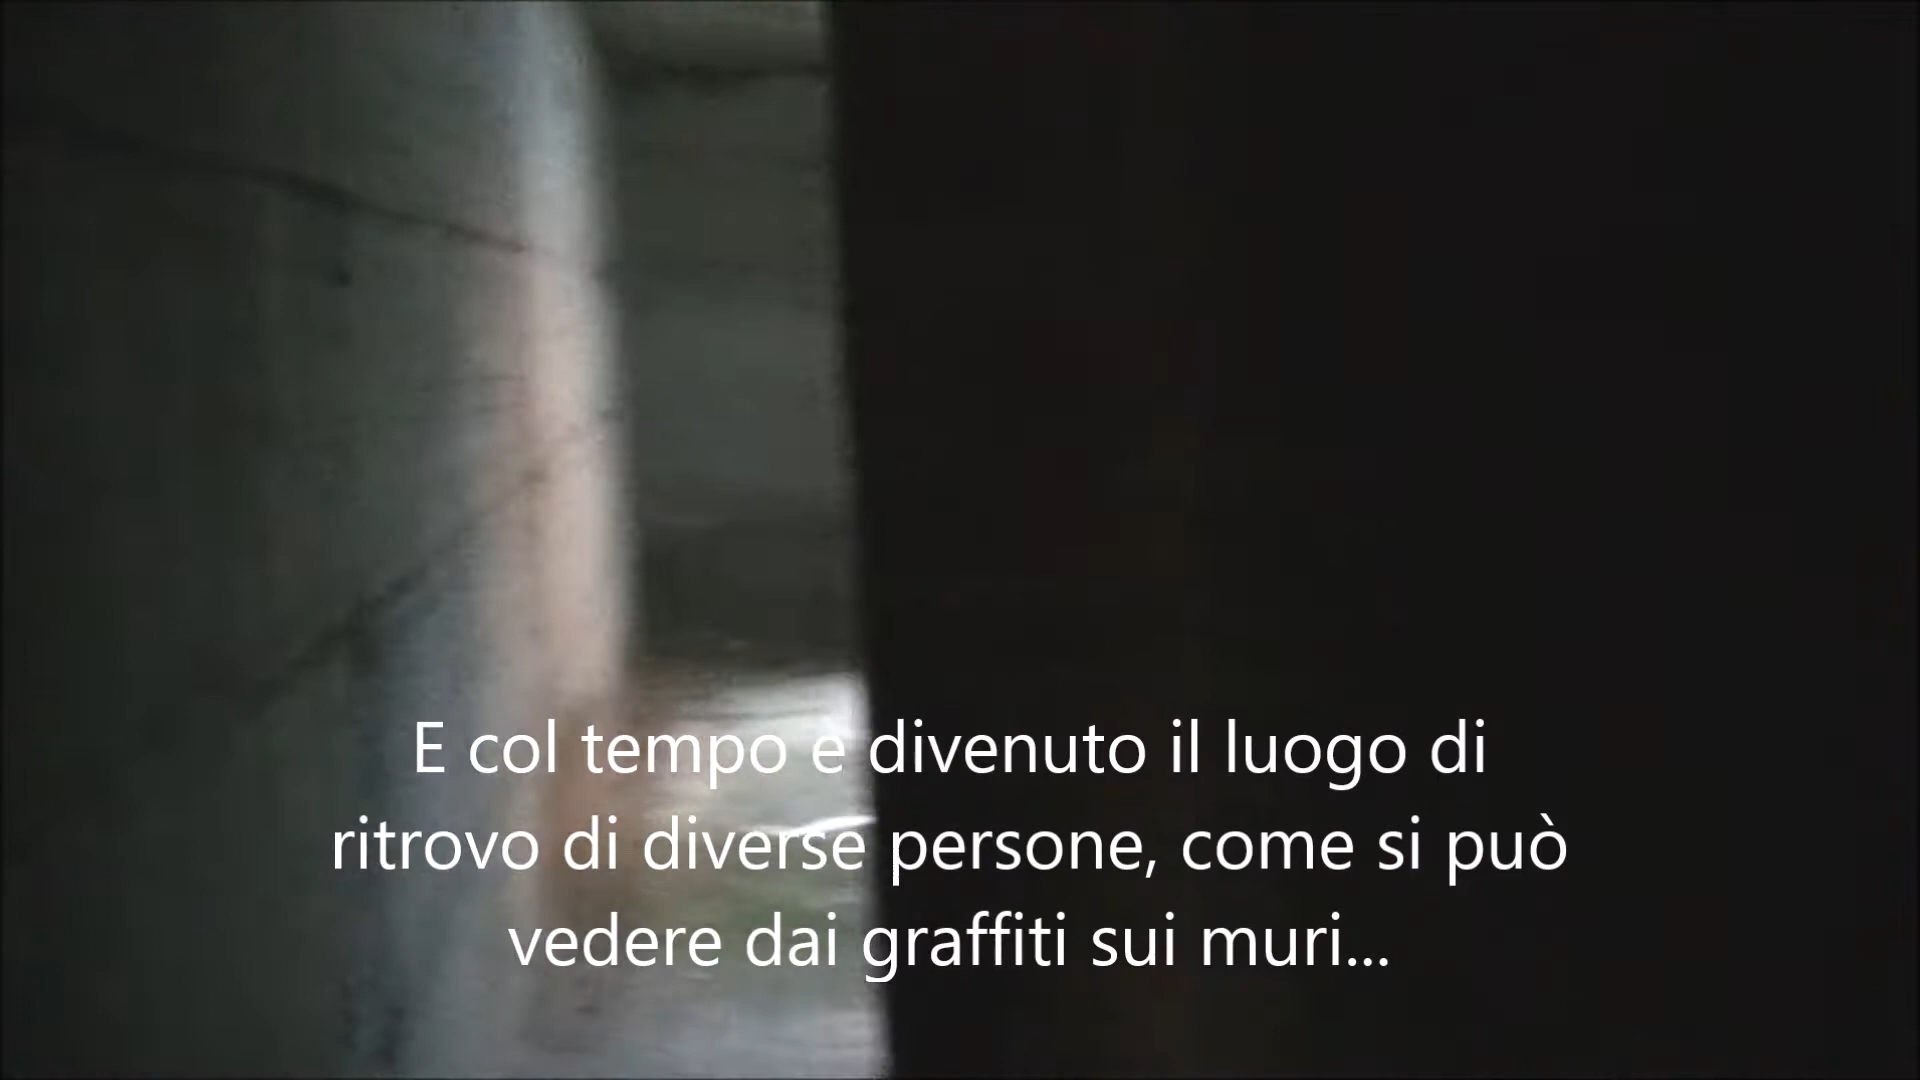 E col tempo e divenuto il luogo di
ritrovo di diverse persone, come si può
vedere dai graffiti sui muri...